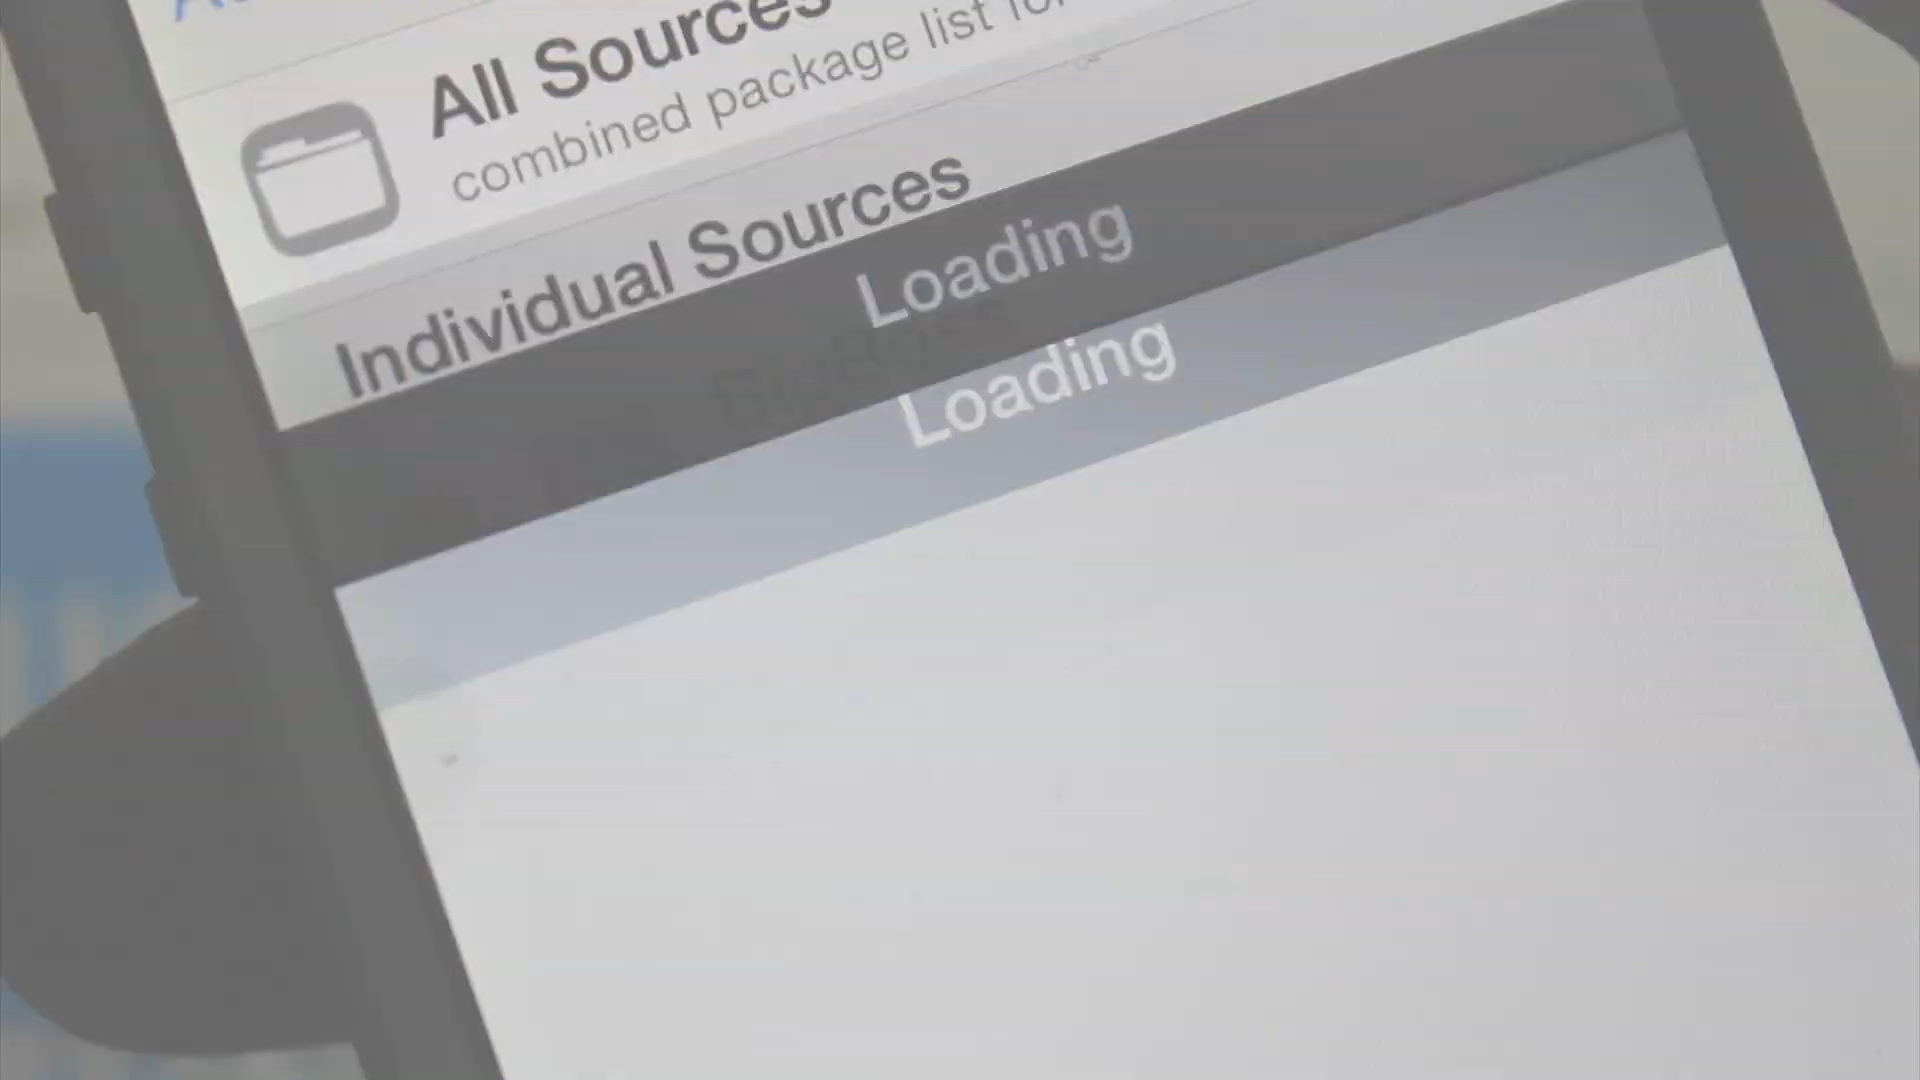 All Sources
combined package list
Individual Sources
Loading
Loading